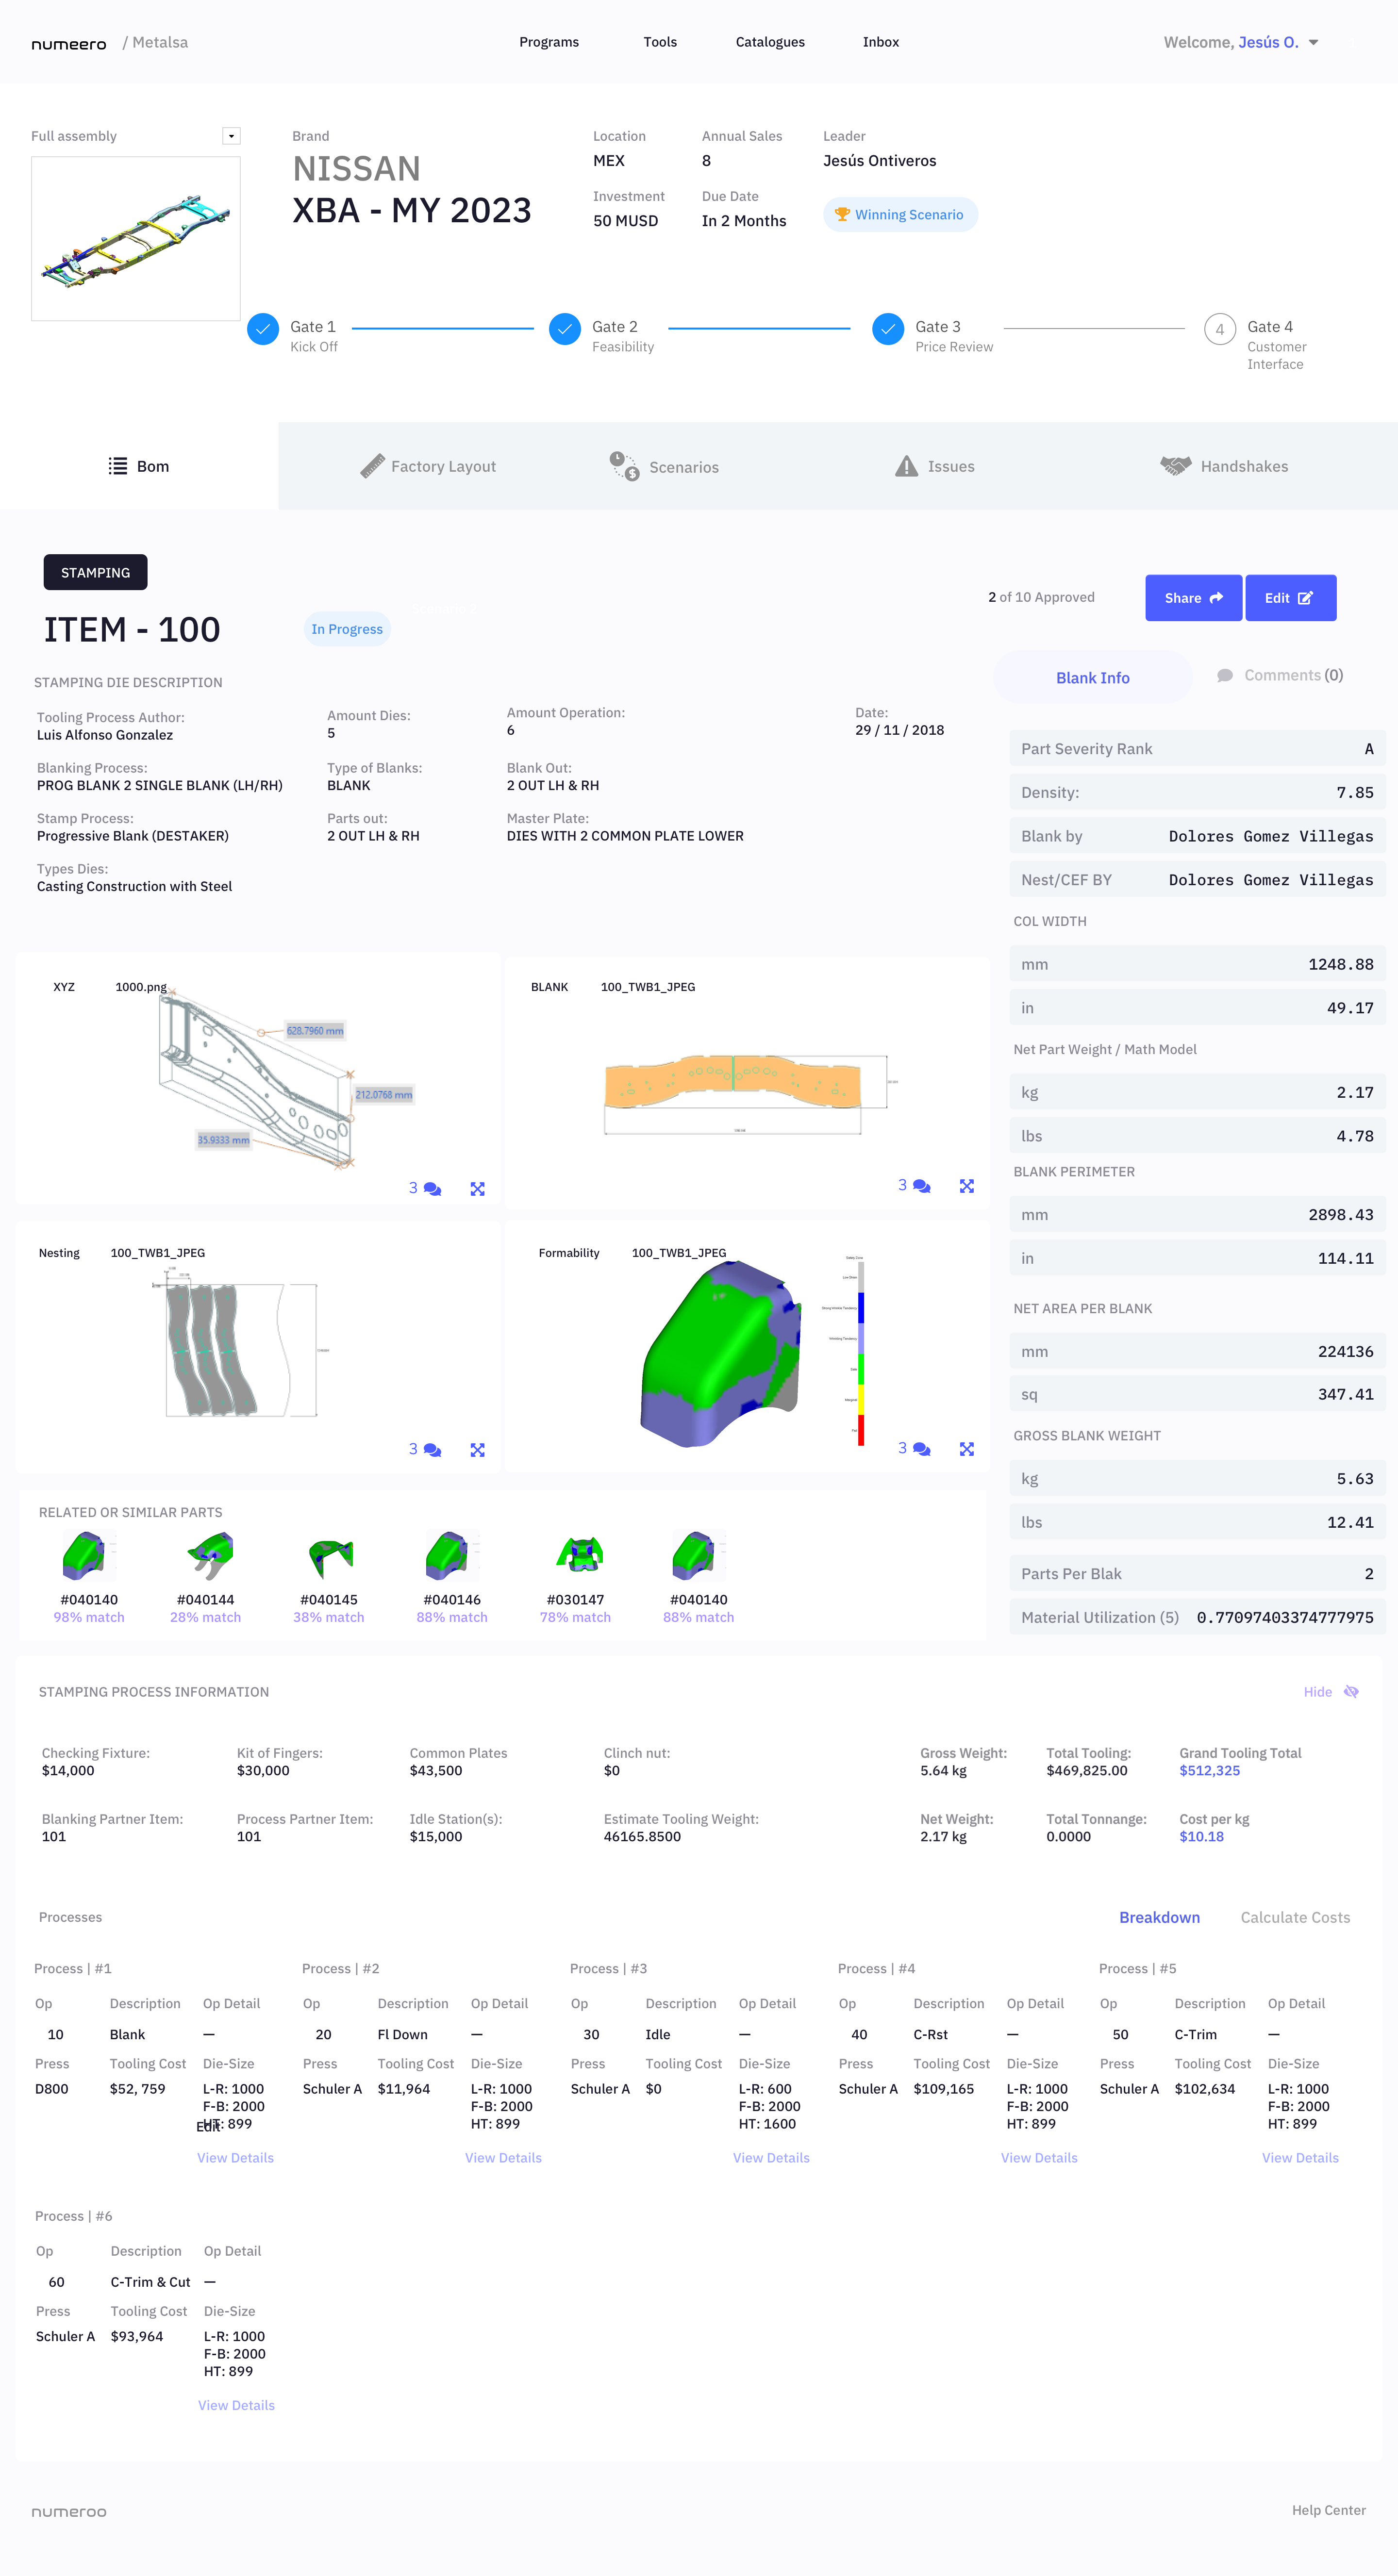 numeero / Metalsa
Programs Tools Catalogues Inbox
Welcome, Jesús O.
Full assembly
Brand
NISSAN
XBA - MY 2023
Location
MEX
Annual Sales
8
Leader
Jesús Ontiveros
Investment
50 MUSD
Due Date
In 2 Months
Winning Scenario
Gate 1
Kick Off
Gate 2
Feasibility
Gate 3
Price Review
4
Gate 4
Customer
Interface
Bom
Factory Layout
Scenarios
Issues
Handshakes
STAMPING
ITEM - 100
In Progress
2 of 10 Approved
Share
Edit
STAMPING DIE DESCRIPTION
Tooling Process Author:
Luis Alfonso Gonzalez
Amount Dies:
5
Amount Operation:
6
Date:
29 / 11 / 2018
Blanking Process:
PROG BLANK 2 SINGLE BLANK (LH/RH)
Type of Blanks:
BLANK
Blank Out:
2 OUT LH & RH
Stamp Process:
Progressive Blank (DESTAKER)
Parts out:
2 OUT LH & RH
Master Plate:
DIES WITH 2 COMMON PLATE LOWER
Types Dies:
Casting Construction with Steel
Blank Info
Comments (0)
Part Severity Rank A
Density: 7.85
Blank by Dolores Gomez Villegas
Nest/CEF BY Dolores Gomez Villegas
COL WIDTH
mm 1248.88
in 49.17
Net Part Weight / Math Model
kg 2.17
lbs 4.78
BLANK PERIMETER
mm 2898.43
in 114.11
NET AREA PER BLANK
mm 224136
sq 347.41
GROSS BLANK WEIGHT
kg 5.63
lbs 12.41
Parts Per Blak 2
Material Utilization (5) 0.77097403374777975
XYZ 1000.png
628.7960 mm
212.0768 mm
35.9333 mm
3
BLANK 100_TWB1_JPEG
3
Nesting 100_TWB1_JPEG
3
Formability 100_TWB1_JPEG
3
RELATED OR SIMILAR PARTS
#040140
98% match
#040144
28% match
#040145
38% match
#040146
88% match
#030147
78% match
#040140
88% match
STAMPING PROCESS INFORMATION
Hide
Checking Fixture:
$14,000
Kit of Fingers:
$30,000
Common Plates
$43,500
Clinch nut:
$0
Gross Weight:
5.64 kg
Total Tooling:
$469,825.00
Grand Tooling Total
$512,325
Blanking Partner Item:
101
Process Partner Item:
101
Idle Station(s):
$15,000
Estimate Tooling Weight:
46165.8500
Net Weight:
2.17 kg
Total Tonnange:
0.0000
Cost per kg
$10.18
Processes
Breakdown
Calculate Costs
Process | #1
Op Description Op Detail
10 Blank —
Press Tooling Cost Die-Size
D800 $52, 759 L-R: 1000
F-B: 2000
HT: 899
Edit
View Details
Process | #2
Op Description Op Detail
20 Fl Down —
Press Tooling Cost Die-Size
Schuler A $11,964 L-R: 1000
F-B: 2000
HT: 899
View Details
Process | #3
Op Description Op Detail
30 Idle —
Press Tooling Cost Die-Size
Schuler A $0 L-R: 600
F-B: 2000
HT: 1600
View Details
Process | #4
Op Description Op Detail
40 C-Rst —
Press Tooling Cost Die-Size
Schuler A $109,165 L-R: 1000
F-B: 2000
HT: 899
View Details
Process | #5
Op Description Op Detail
50 C-Trim —
Press Tooling Cost Die-Size
Schuler A $102,634 L-R: 1000
F-B: 2000
HT: 899
View Details
Process | #6
Op Description Op Detail
60 C-Trim & Cut —
Press Tooling Cost Die-Size
Schuler A $93,964 L-R: 1000
F-B: 2000
HT: 899
View Details
numeroo
Help Center